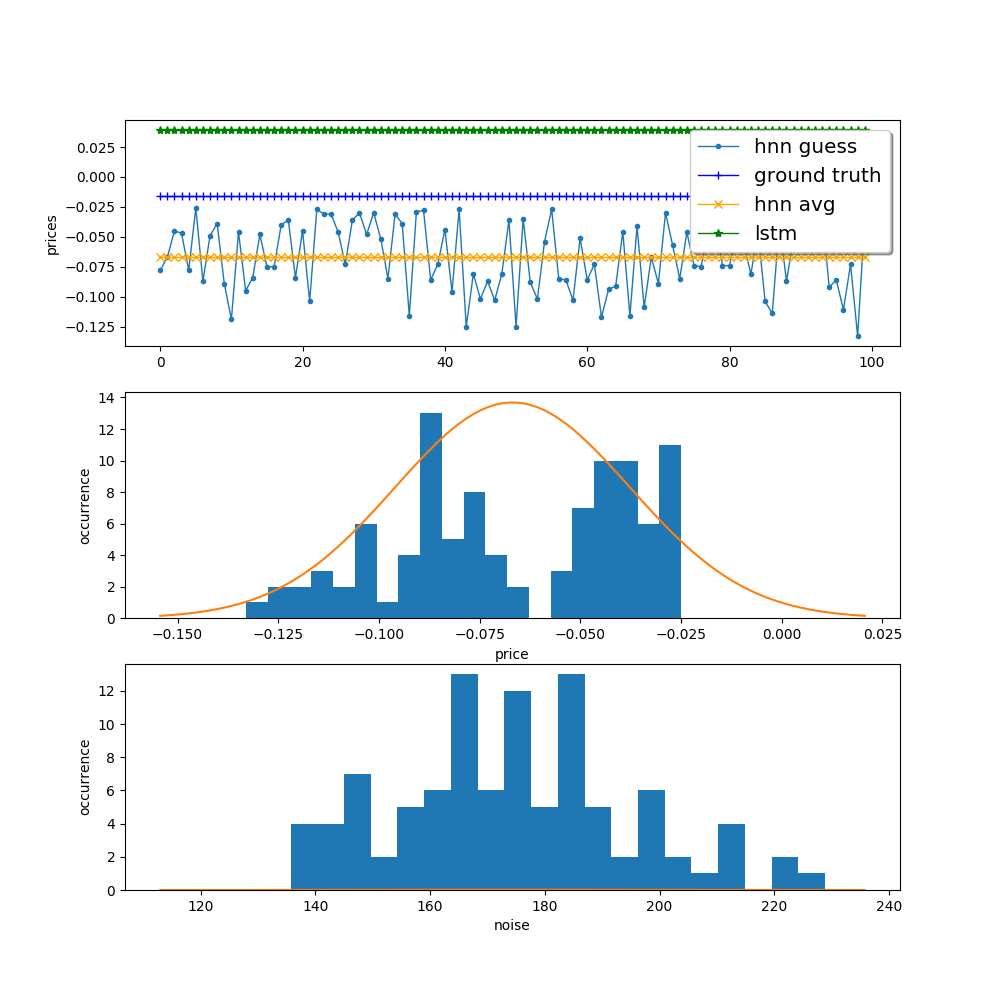 0.025
0.000
−0.025
−0.050
−0.075
−0.100
−0.125
prices
hnn guess
ground truth
hnn avg
lstm
0 20 40 60 80 100
14
12
10
8
6
4
2
0
occurrence
−0.150 −0.125 −0.100 −0.075 −0.050 −0.025 0.000 0.025
price
12
10
8
6
4
2
0
occurrence
120 140 160 180 200 220 240
noise